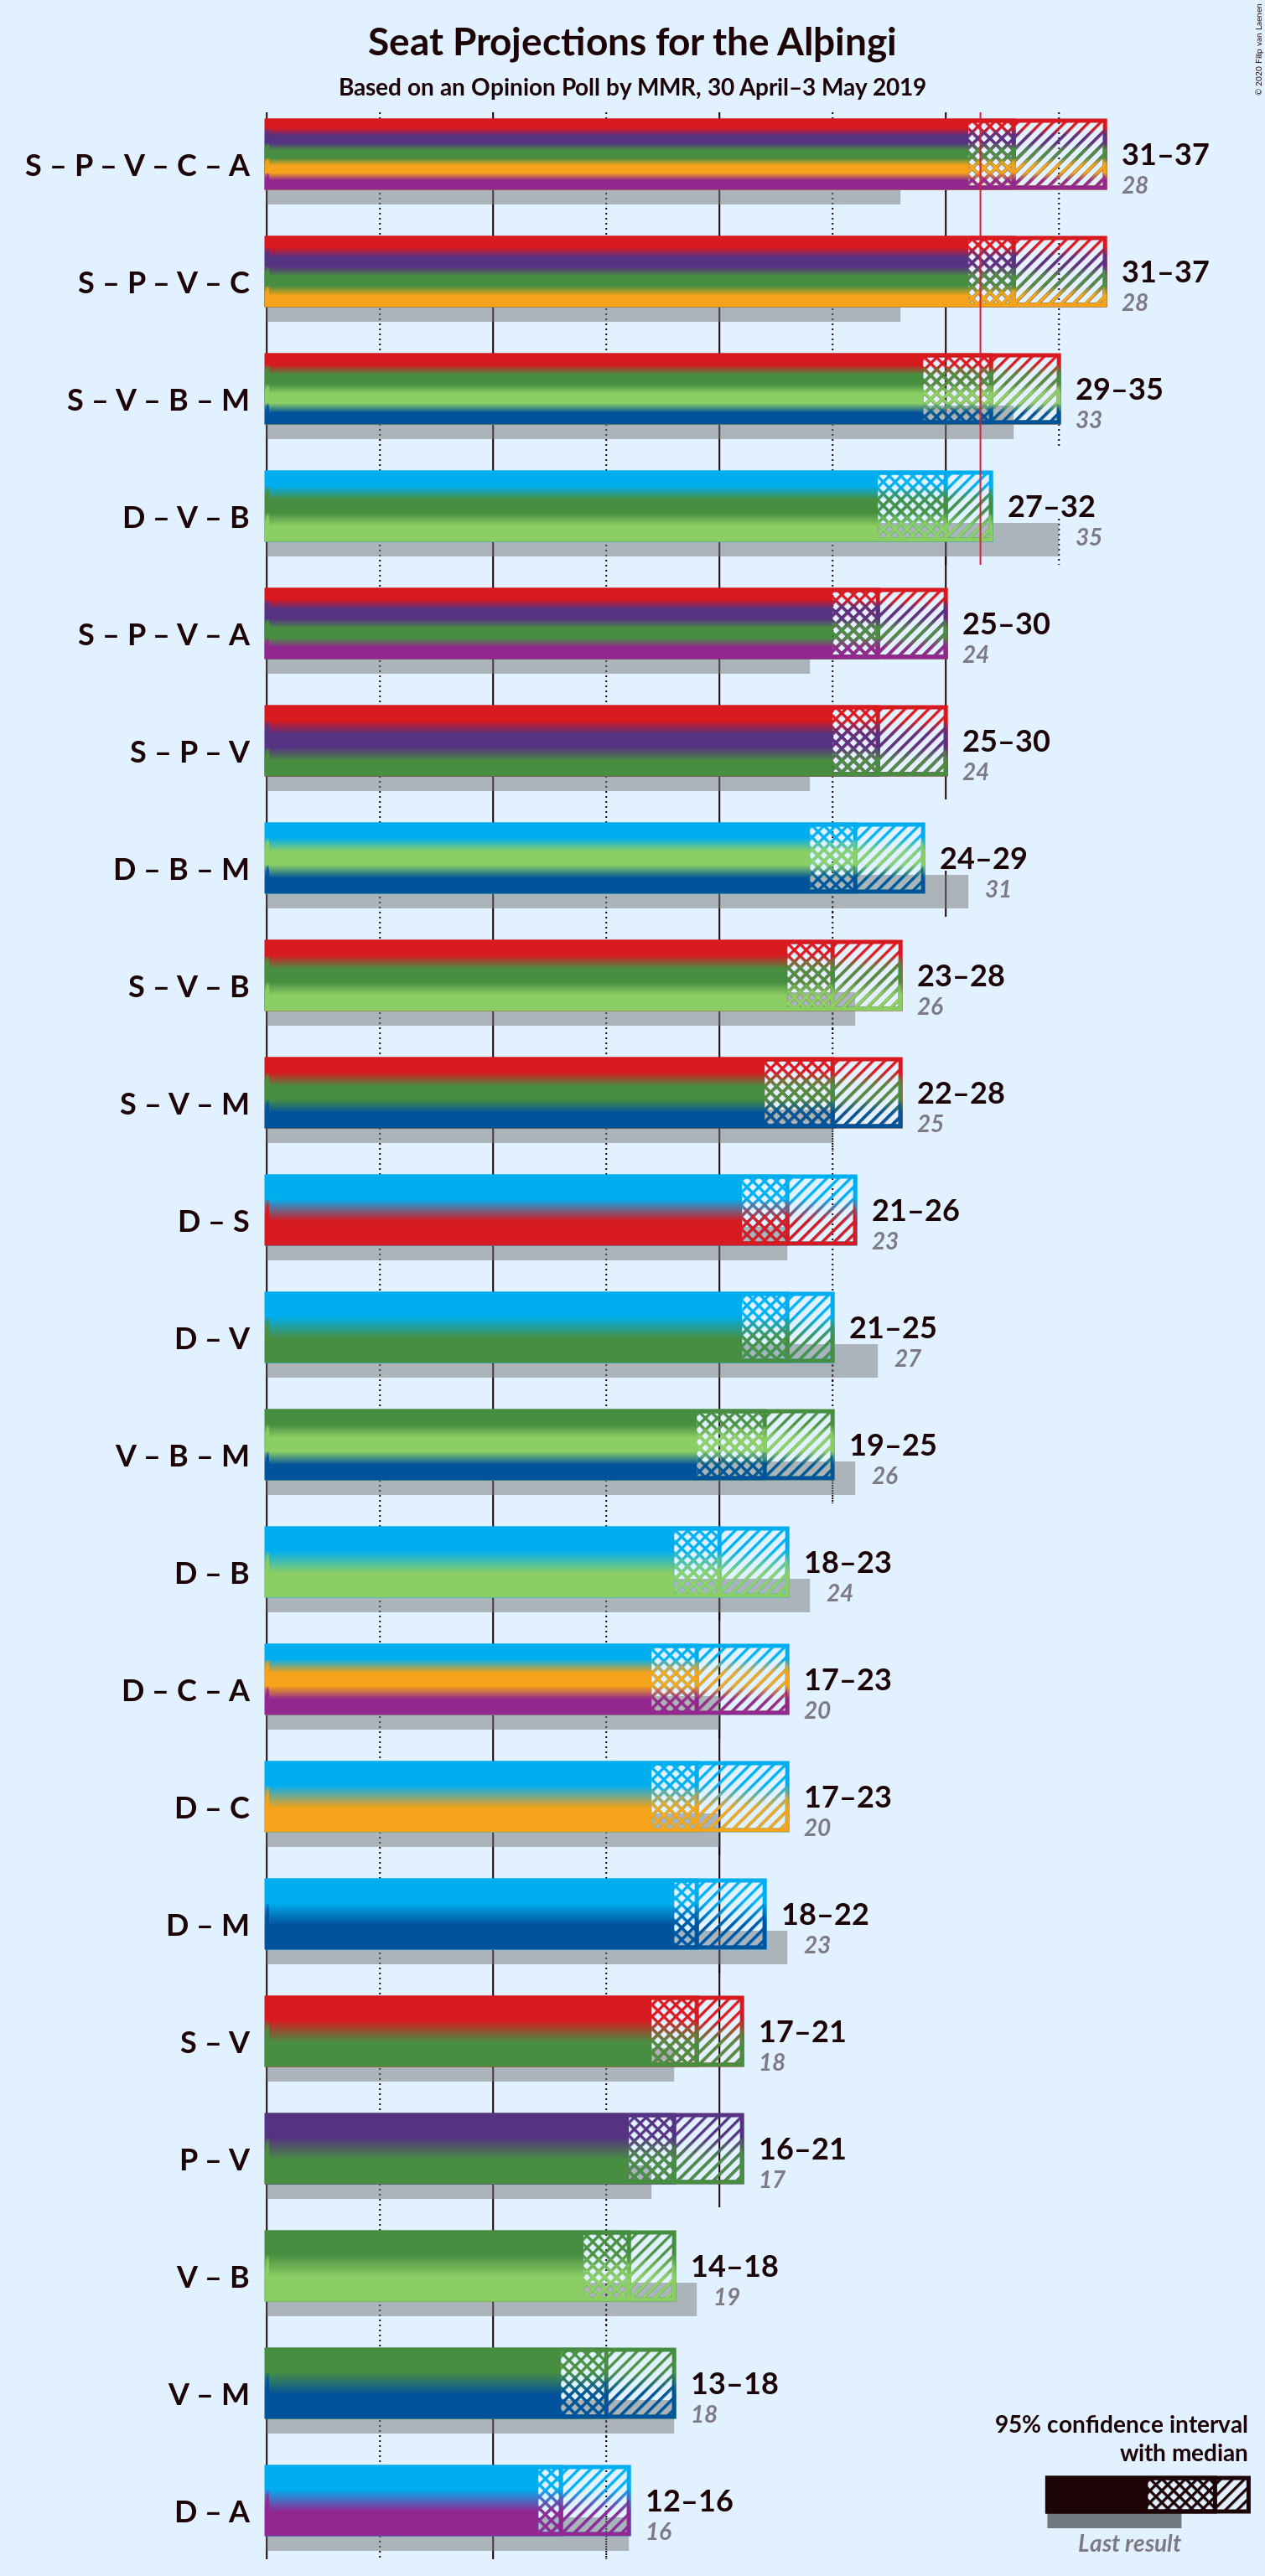 Seat Projections for the Alþingi
Based on an Opinion Poll by MMR, 30 April–3 May 2019
© 2020 Filip van Laenen
S – P – V – C – A
31–37
28
S – P – V – C
31–37
28
S – V – B – M
29–35
33
D – V – B
27–32
35
S – P – V – A
25–30
24
S – P – V
25–30
24
D – B – M
24–29
31
S – V – B
23–28
26
S – V – M
22–28
25
D – S
21–26
23
D – V
21–25
27
V – B – M
19–25
26
D – B
18–23
24
D – C – A
17–23
20
D – C
17–23
20
D – M
18–22
23
S – V
17–21
18
P – V
16–21
17
V – B
14–18
19
V – M
13–18
18
D – A
12–16
16
95% confidence interval
with median
Last result